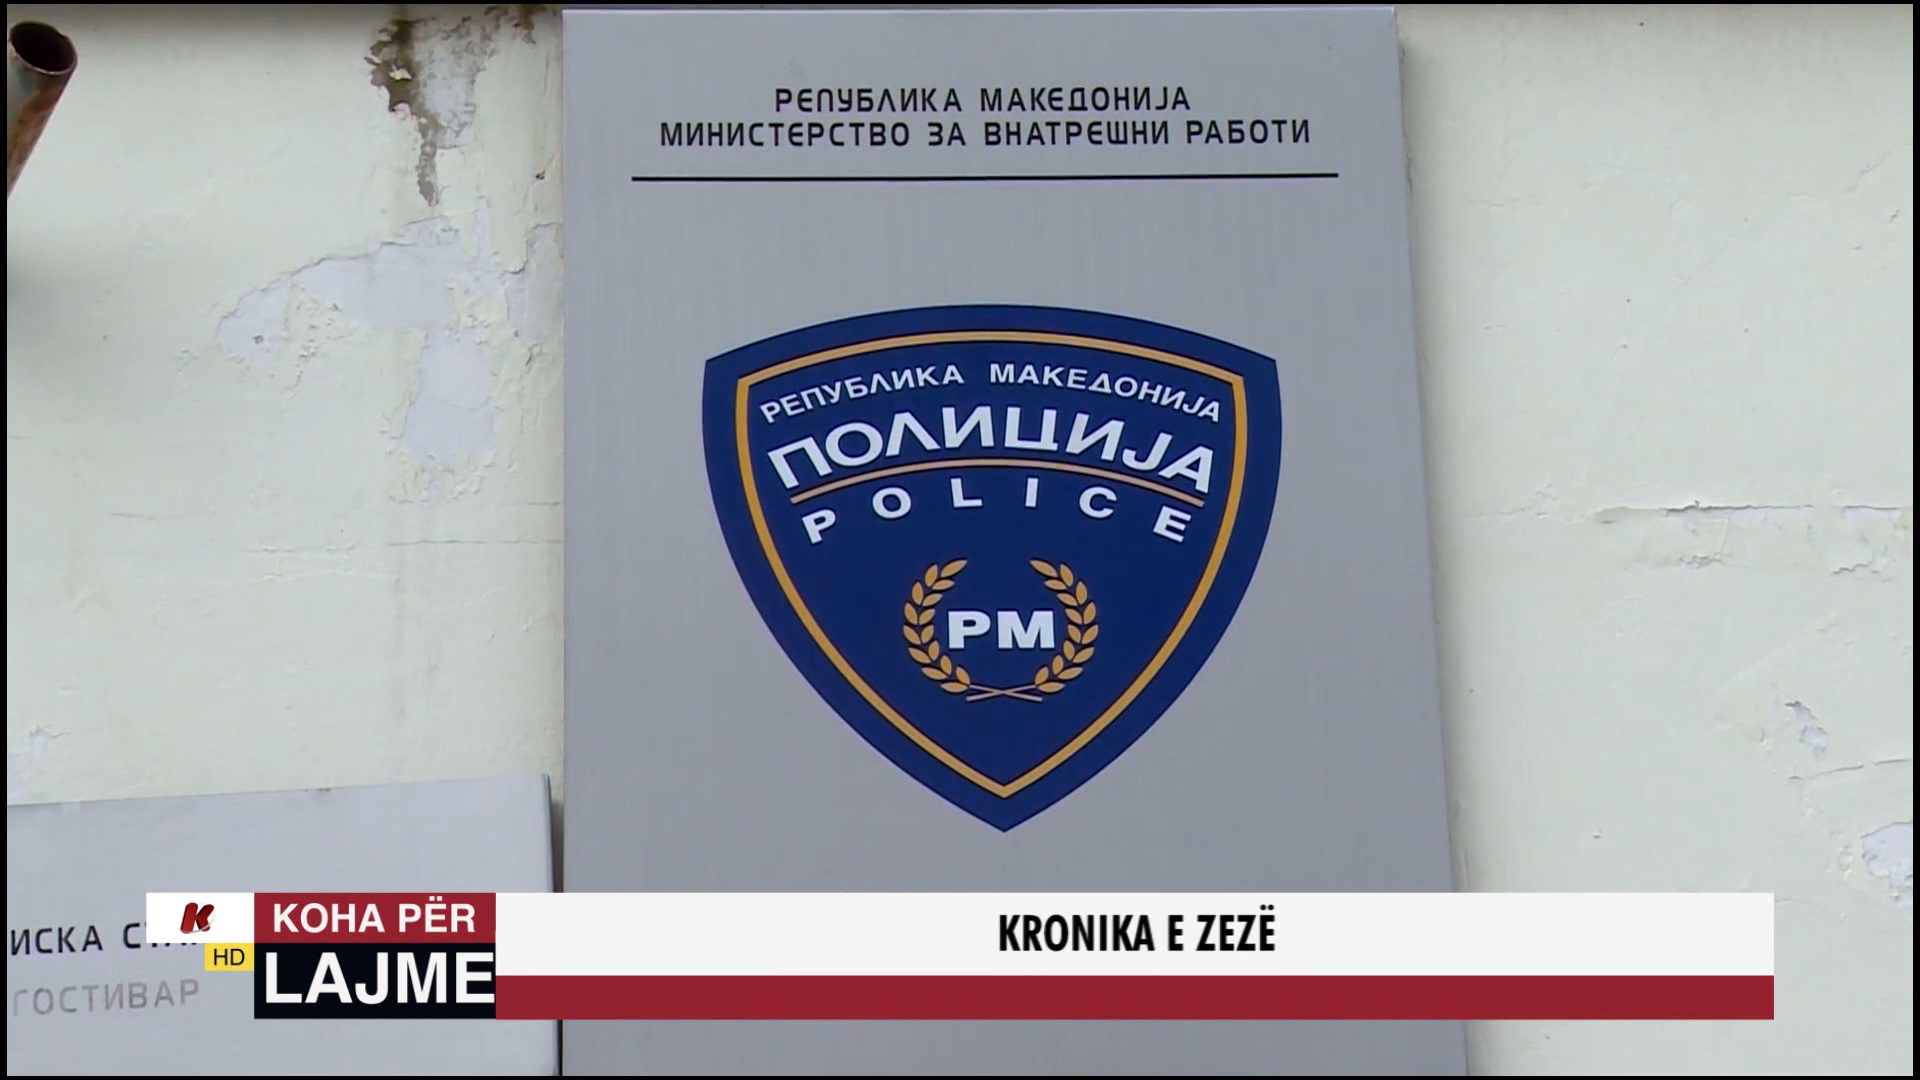 РЕПУБЛИКА МАКЕДОНИЈА
МИНИСТЕРСТВО ЗА ВНАТРЕШНИ РАБОТИ
РЕПУБЛИКА МАКЕДОНИЈА
ПОЛИЦИЈА
POLICE
РМ
ИСКА
ГОСТИВАР
K
HD
KOHA PËR
LAJME
KRONIKA E ZEZË